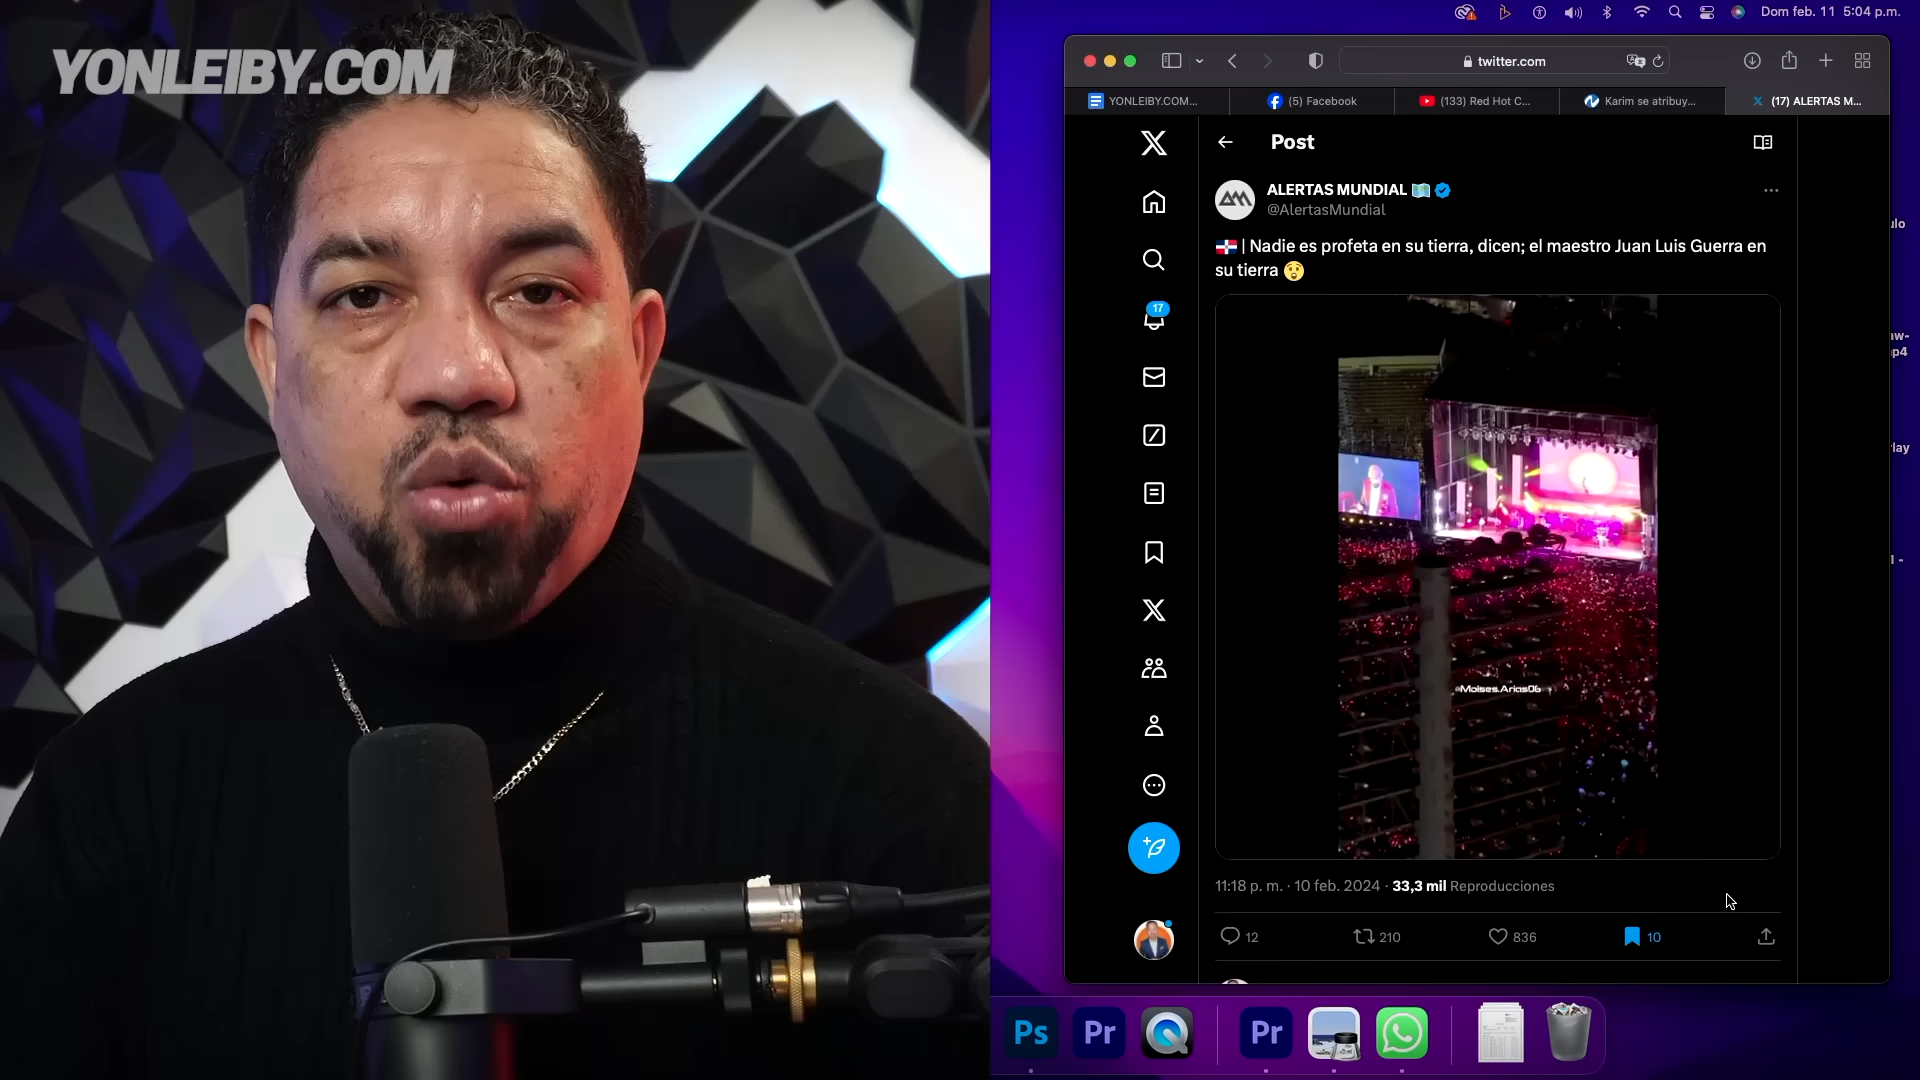 YONLEIBY.COM
Dom feb. 11 5:04 p.m.
twitter.com
YONLEIBY.COM...
(5) Facebook
(133) Red Hot C...
Karim se atribuy...
(17) ALERTAS M...
Post
ALERTAS MUNDIAL
@AlertasMundial
| Nadie es profeta en su tierra, dicen; el maestro Juan Luis Guerra en
su tierra
17
@Moises.Arias06
11:18 p. m. · 10 feb. 2024 · 33,3 mil Reproducciones
12
210
836
10
Ps
Pr
Pr